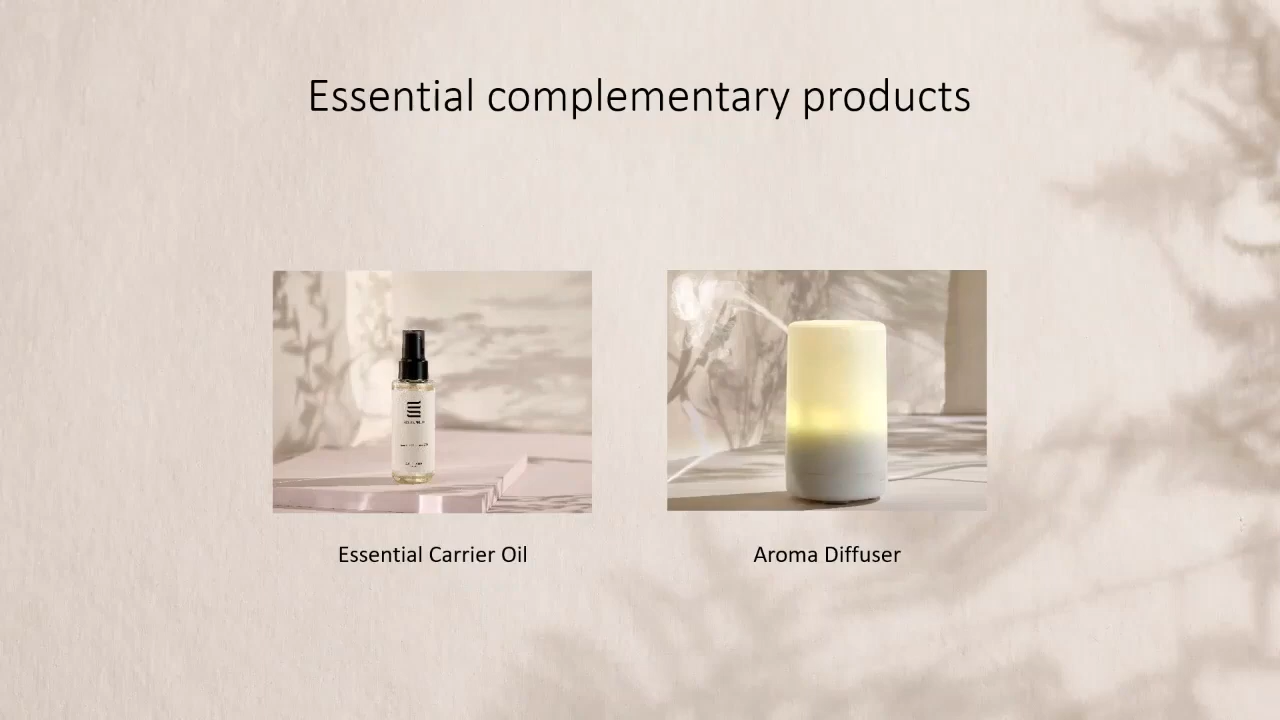 Essential complementary products
Essential Carrier Oil
Aroma Diffuser